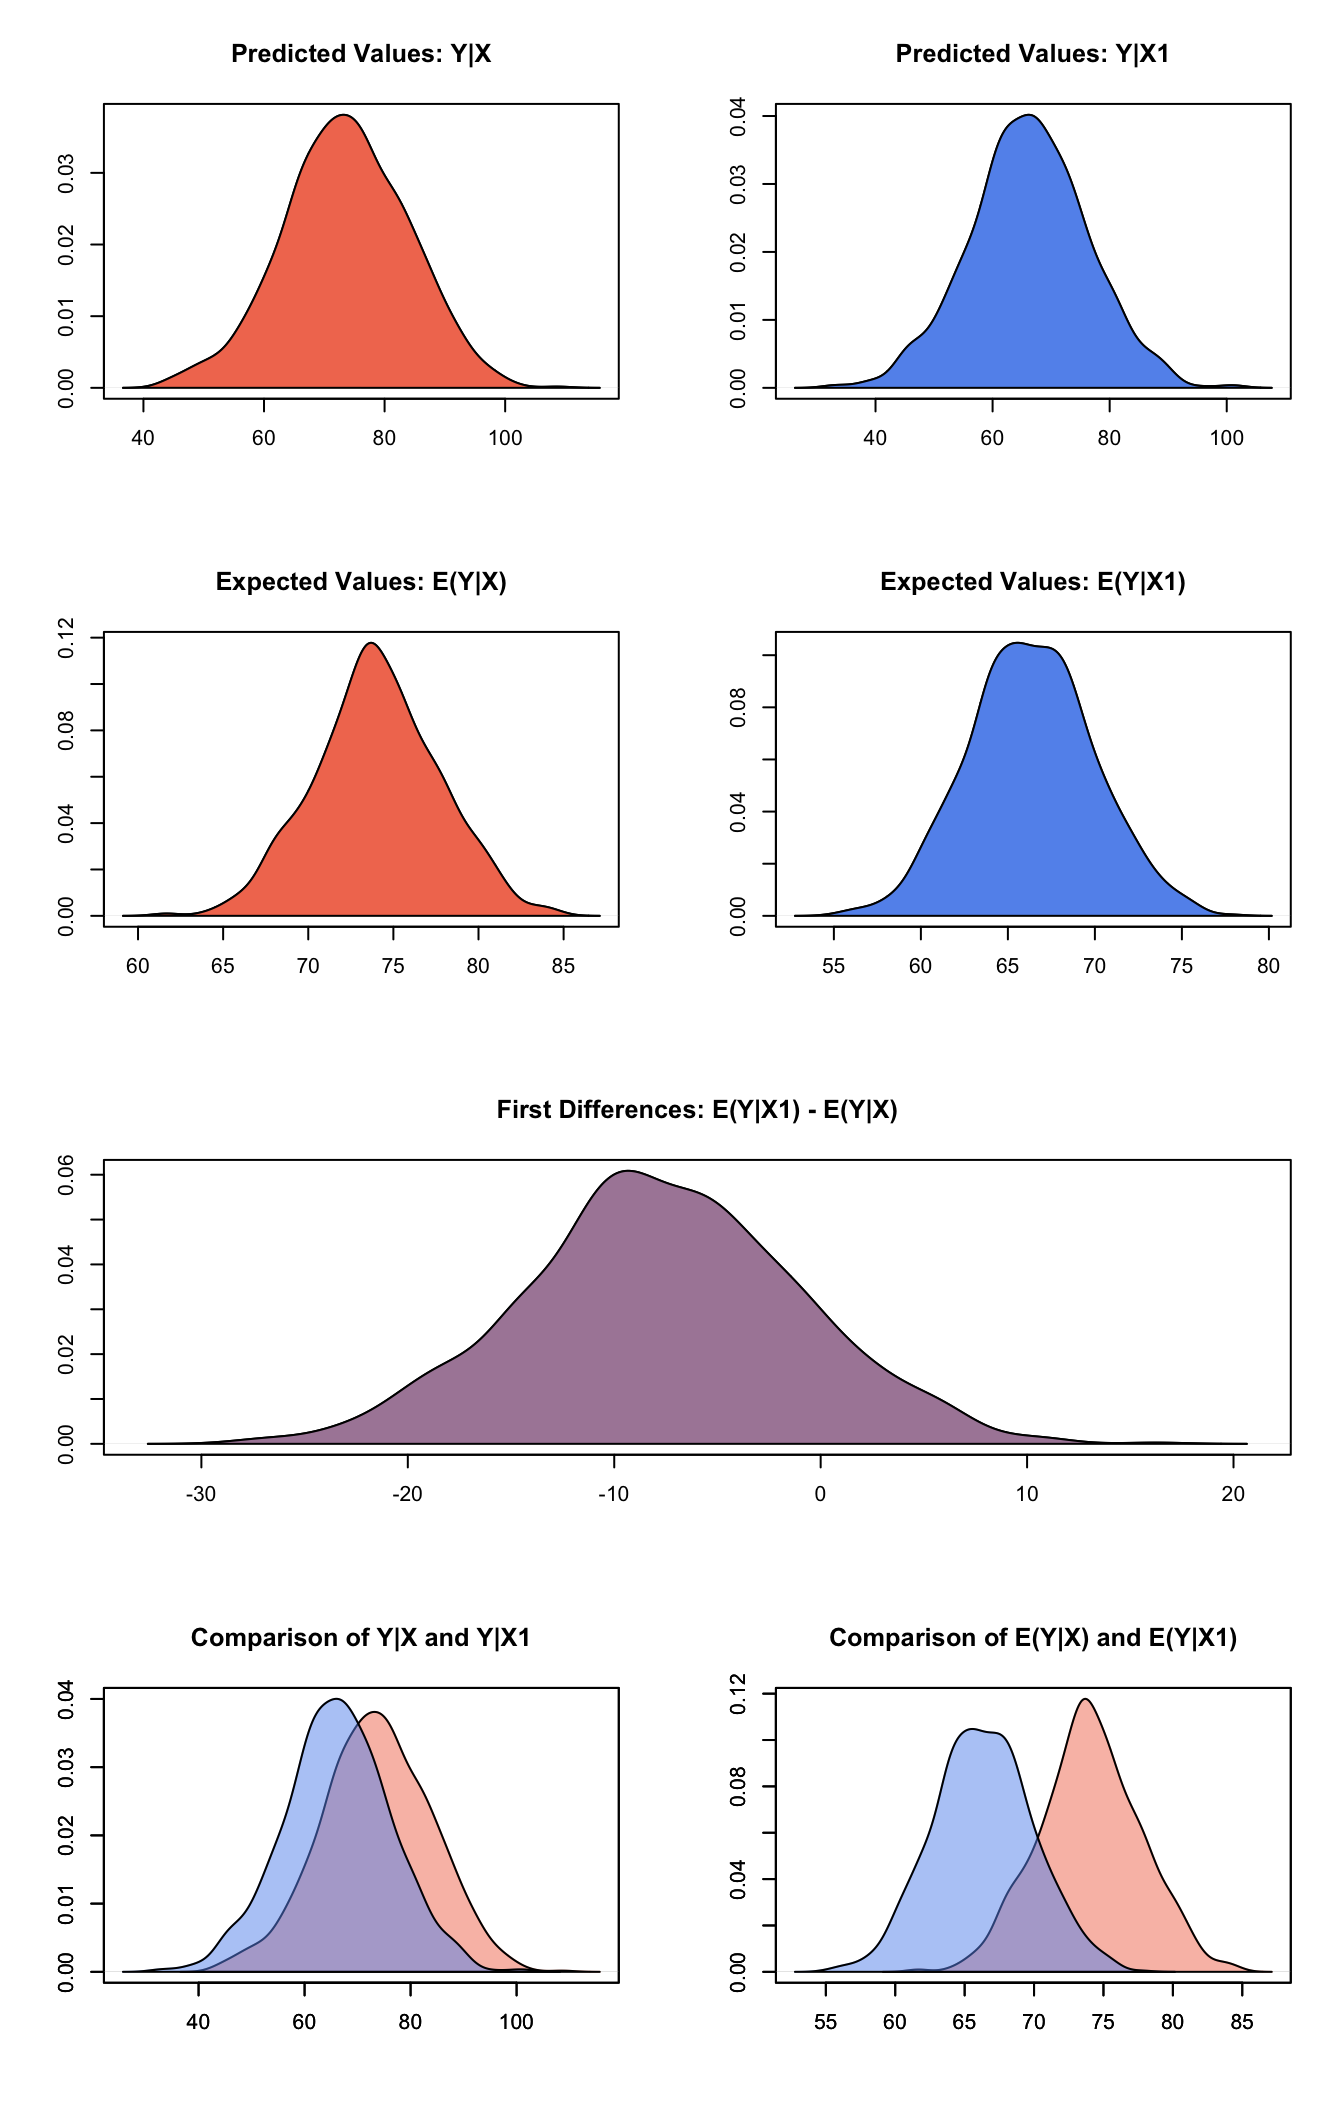 Predicted Values: Y|X
0.00 0.01 0.02 0.03
40 60 80 100
Predicted Values: Y|X1
0.00 0.01 0.02 0.03 0.04
40 60 80 100
Expected Values: E(Y|X)
0.00 0.04 0.08 0.12
60 65 70 75 80 85
Expected Values: E(Y|X1)
0.00 0.04 0.08
55 60 65 70 75 80
First Differences: E(Y|X1) - E(Y|X)
0.00 0.02 0.04 0.06
-30 -20 -10 0 10 20
Comparison of Y|X and Y|X1
0.00 0.01 0.02 0.03 0.04
40 60 80 100
Comparison of E(Y|X) and E(Y|X1)
0.00 0.04 0.08 0.12
55 60 65 70 75 80 85